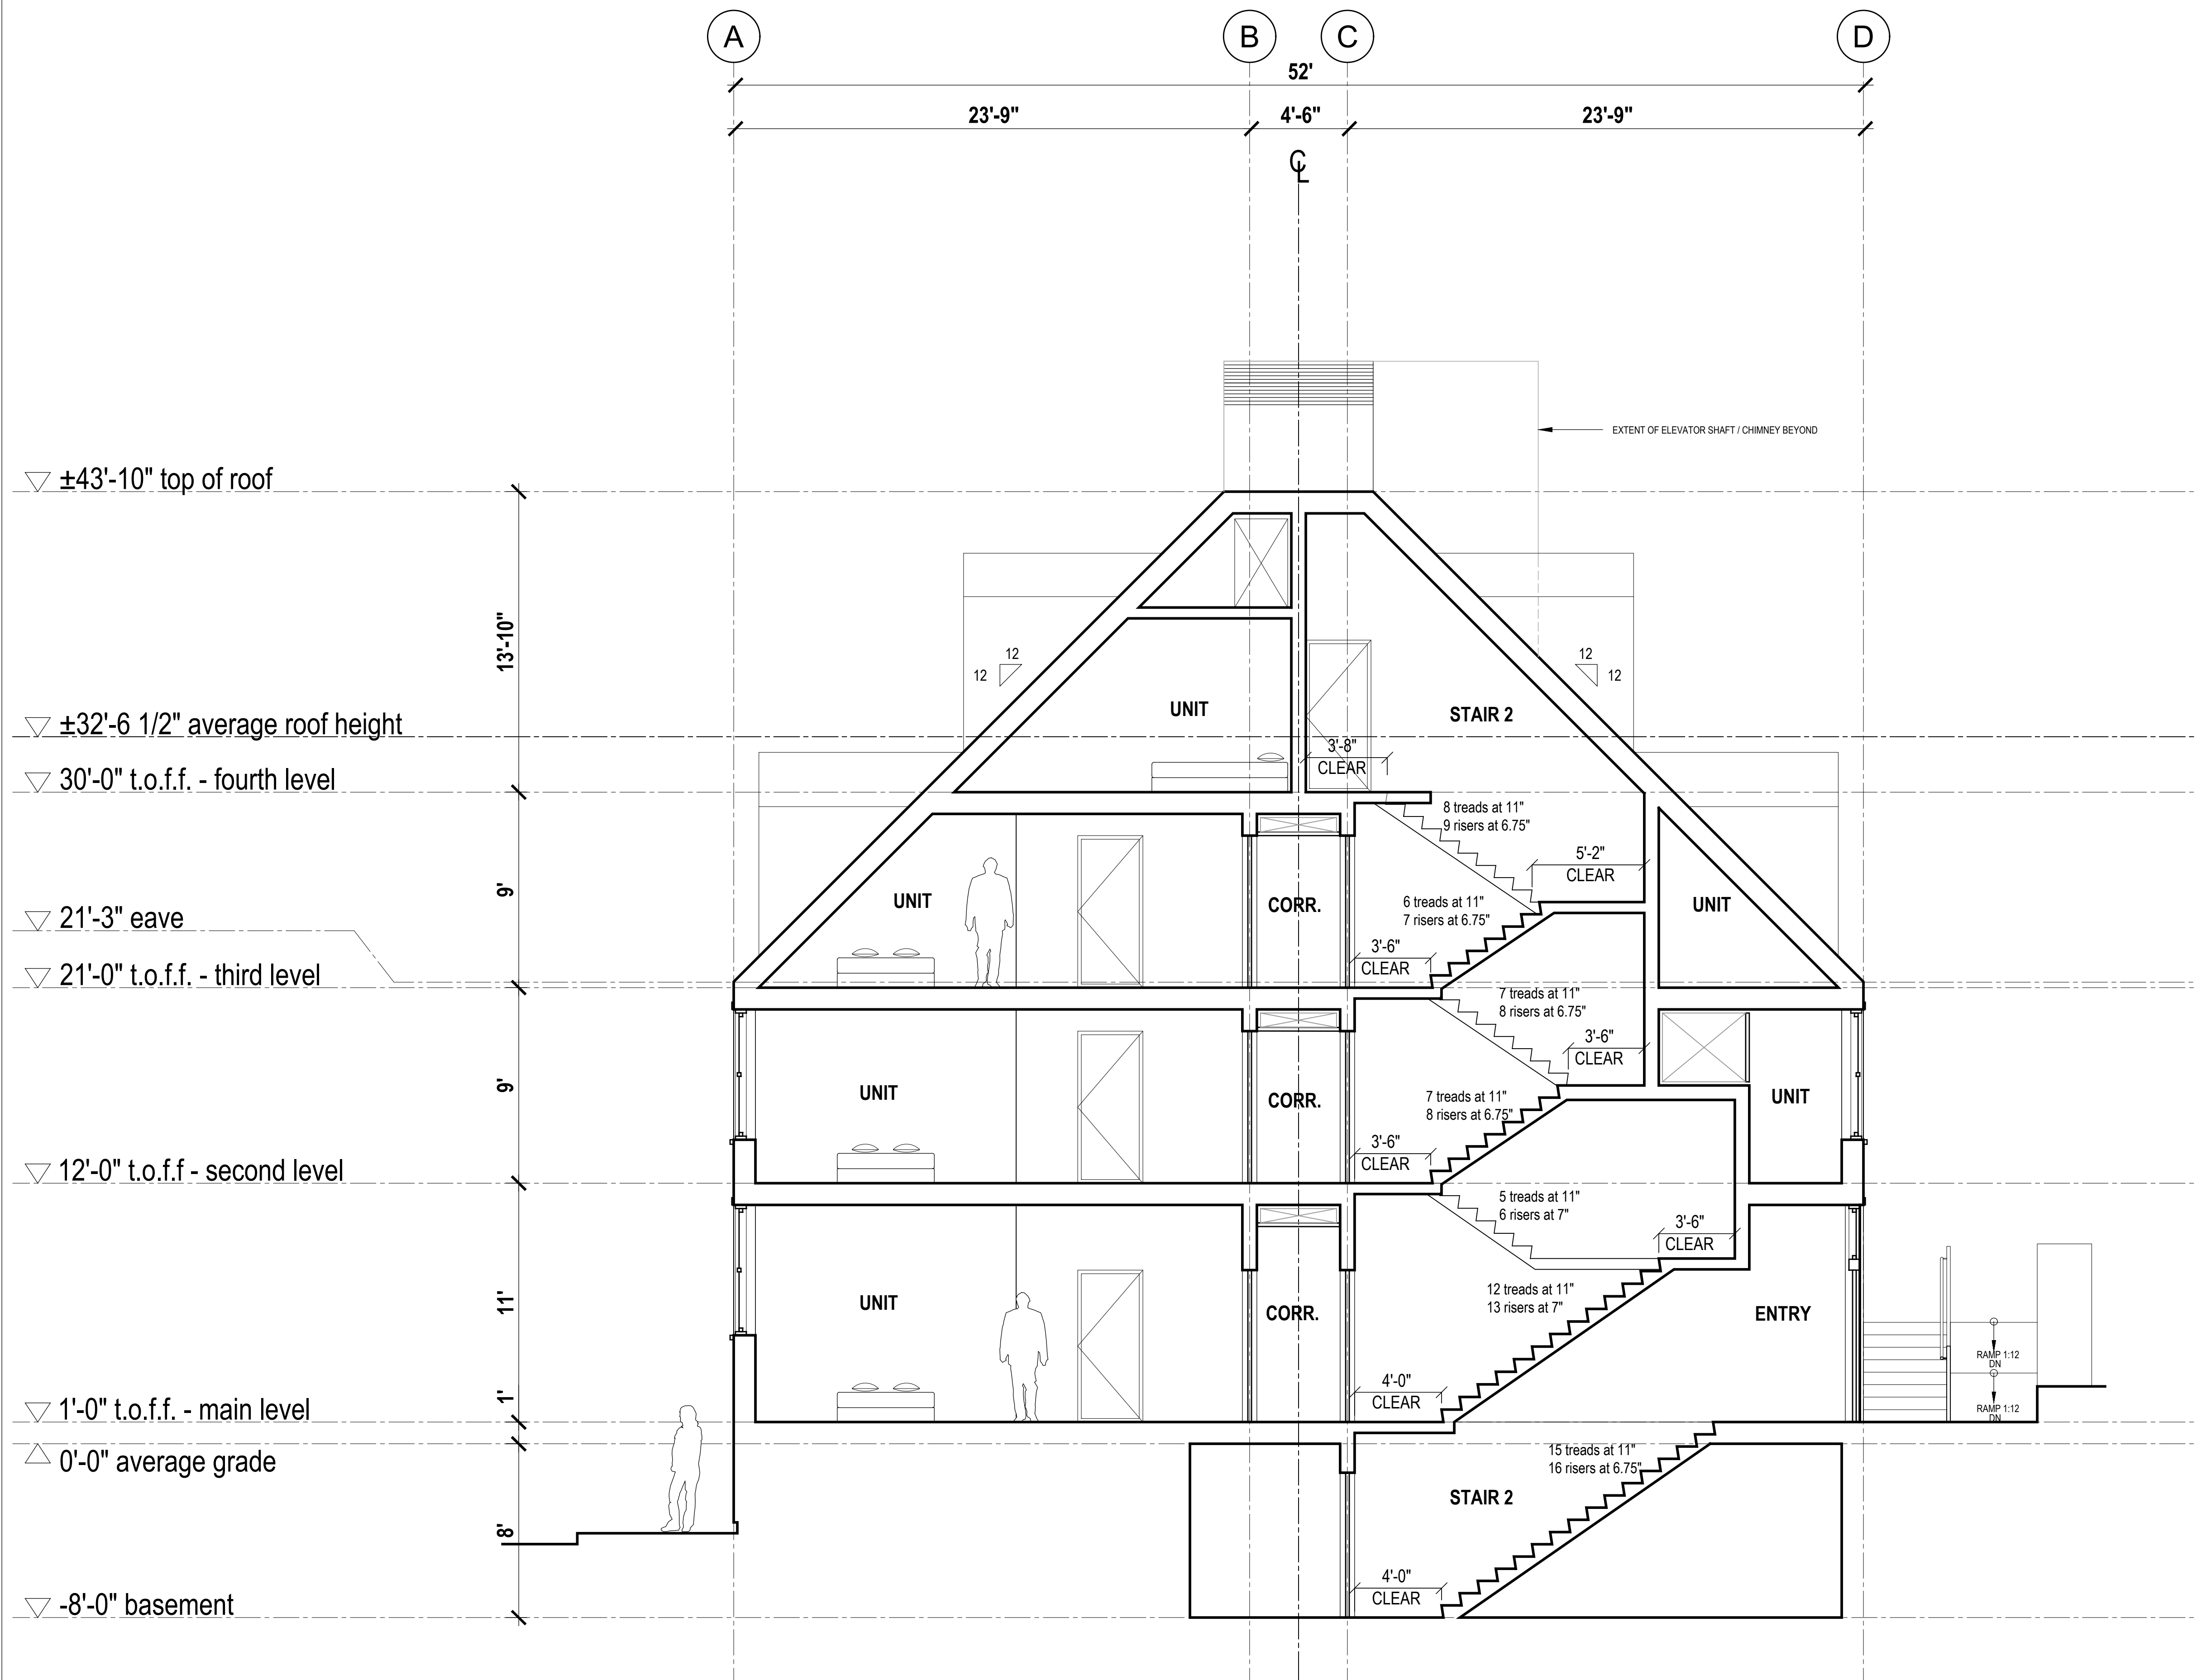 A
B
C
D
52'
23'-9"
4'-6"
23'-9"
CL
EXTENT OF ELEVATOR SHAFT / CHIMNEY BEYOND
±43'-10" top of roof
13'-10"
12
12
12
12
UNIT
STAIR 2
±32'-6 1/2" average roof height
3'-8"
CLEAR
30'-0" t.o.f.f. - fourth level
8 treads at 11"
9 risers at 6.75"
5'-2"
CLEAR
9'
UNIT
CORR.
6 treads at 11"
7 risers at 6.75"
UNIT
21'-3" eave
3'-6"
CLEAR
21'-0" t.o.f.f. - third level
7 treads at 11"
8 risers at 6.75"
3'-6"
CLEAR
9'
UNIT
CORR.
7 treads at 11"
8 risers at 6.75"
UNIT
3'-6"
CLEAR
12'-0" t.o.f.f - second level
5 treads at 11"
6 risers at 7"
3'-6"
CLEAR
11'
UNIT
CORR.
12 treads at 11"
13 risers at 7"
ENTRY
RAMP 1:12
DN
RAMP 1:12
DN
4'-0"
CLEAR
1'
1'-0" t.o.f.f. - main level
0'-0" average grade
15 treads at 11"
16 risers at 6.75"
STAIR 2
8'
4'-0"
CLEAR
-8'-0" basement